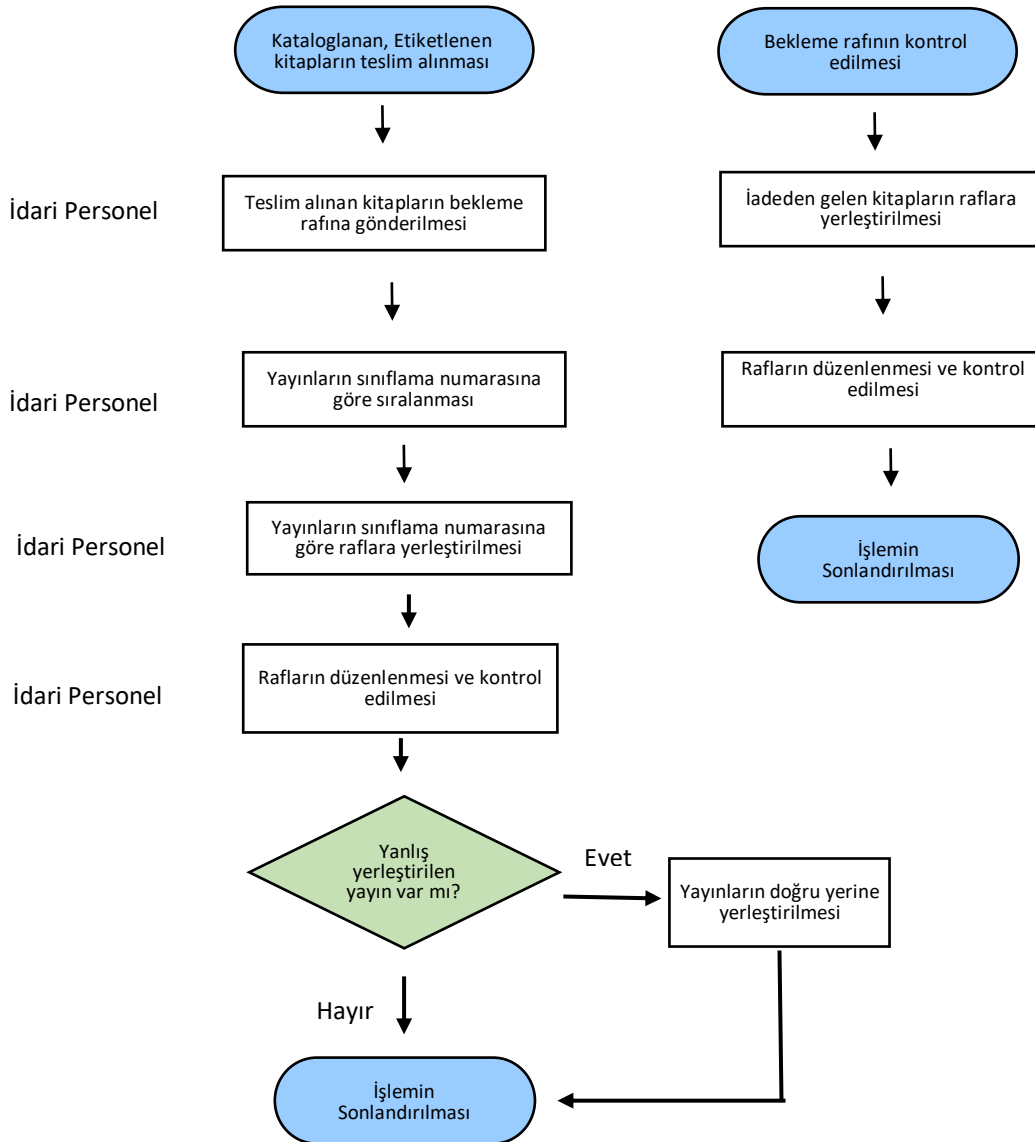 Kataloglanan, Etiketlenen
kitapların teslim alınması
Bekleme rafının kontrol
edilmesi
İdari Personel
Teslim alınan kitapların bekleme
rafına gönderilmesi
İadeden gelen kitapların raflara
yerleştirilmesi
İdari Personel
Yayınların sınıflama numarasına
göre sıralanması
Rafların düzenlenmesi ve kontrol
edilmesi
İdari Personel
Yayınların sınıflama numarasına
göre raflara yerleştirilmesi
İşlemin
Sonlandırılması
İdari Personel
Rafların düzenlenmesi ve kontrol
edilmesi
Yanlış
yerleştirilen
yayın var mı?
Evet
Yayınların doğru yerine
yerleştirilmesi
Hayır
İşlemin
Sonlandırılması